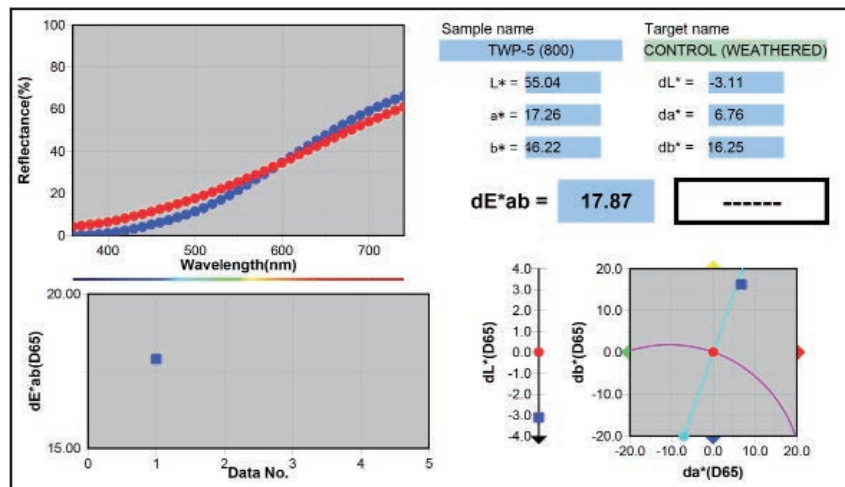 100
80
60
40
20
0
Reflectance(%)
400 500 600 700
Wavelength(nm)
Sample name Target name
TWP-5 (800) CONTROL (WEATHERED)
L* = 55.04 dL* = -3.11
a* = 17.26 da* = 6.76
b* = 46.22 db* = 16.25
dE*ab = 17.87 ------
20.00
15.00
dE*ab(D65)
0 1 2 3 4 5
Data No.
4.0
3.0
2.0
1.0
0.0
-1.0
-2.0
-3.0
-4.0
dL*(D65)
20.0
10.0
0.0
-10.0
-20.0
db*(D65)
-20.0 -10.0 0.0 10.0 20.0
da*(D65)